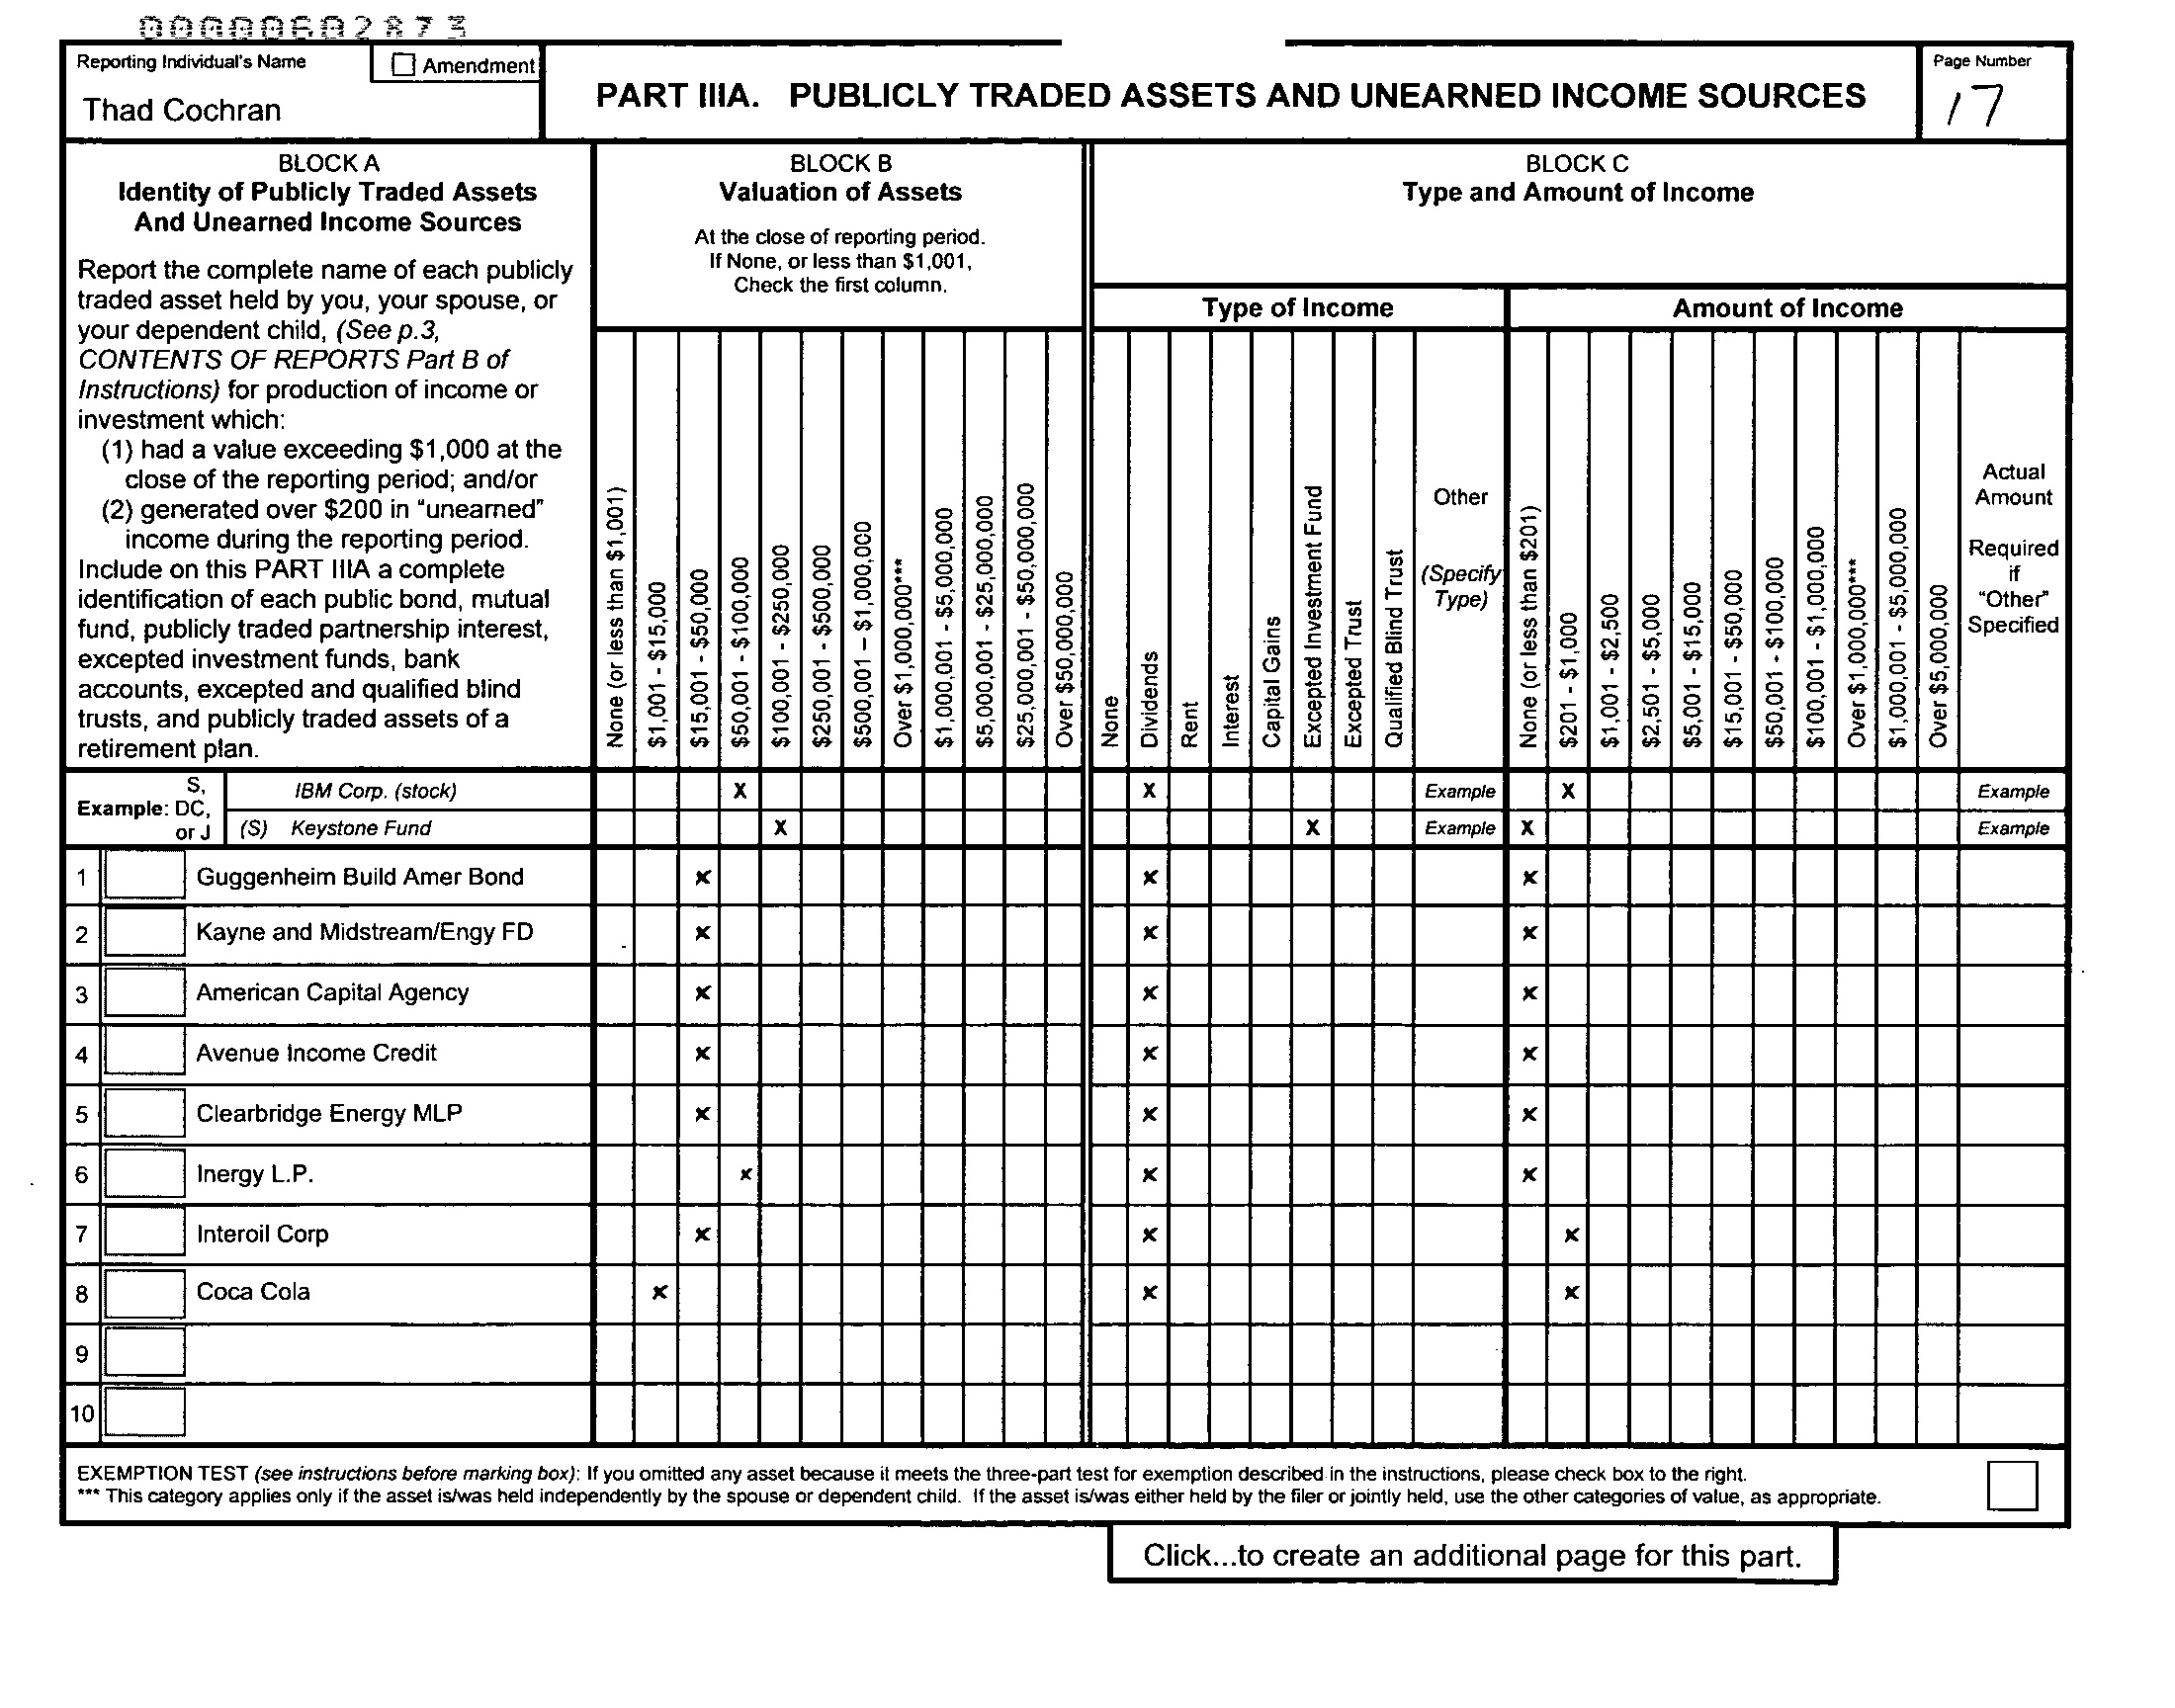 00000602873
Reporting Individual's Name
Amendment
Thad Cochran
PART IIIA. PUBLICLY TRADED ASSETS AND UNEARNED INCOME SOURCES
Page Number
17
BLOCK A
Identity of Publicly Traded Assets
And Unearned Income Sources
Report the complete name of each publicly
traded asset held by you, your spouse, or
your dependent child, (See p.3,
CONTENTS OF REPORTS Part B of
Instructions) for production of income or
investment which:
(1) had a value exceeding $1,000 at the
close of the reporting period; and/or
(2) generated over $200 in "unearned"
income during the reporting period.
Include on this PART IIIA a complete
identification of each public bond, mutual
fund, publicly traded partnership interest,
excepted investment funds, bank
accounts, excepted and qualified blind
trusts, and publicly traded assets of a
retirement plan.
BLOCK B
Valuation of Assets
At the close of reporting period.
If None, or less than $1,001,
Check the first column.
None (or less than $1,001)
$1,001 - $15,000
$15,001 - $50,000
$50,001 - $100,000
$100,001 - $250,000
$250,001 - $500,000
$500,001 – $1,000,000
Over $1,000,000***
$1,000,001 - $5,000,000
$5,000,001 - $25,000,000
$25,000,001 - $50,000,000
Over $50,000,000
BLOCK C
Type and Amount of Income
Type of Income
None
Dividends
Rent
Interest
Capital Gains
Excepted Investment Fund
Excepted Trust
Qualified Blind Trust
Other
(Specify
Type)
Amount of Income
None (or less than $201)
$201 - $1,000
$1,001 - $2,500
$2,501 - $5,000
$5,001 - $15,000
$15,001 - $50,000
$50,001 - $100,000
$100,001 - $1,000,000
Over $1,000,000***
$1,000,001 - $5,000,000
Over $5,000,000
Actual
Amount
Required
if
"Other"
Specified
Example:
S,
DC,
or J
IBM Corp. (stock) X X Example X Example
(S) Keystone Fund X X Example X Example
1 Guggenheim Build Amer Bond x x x
2 Kayne and Midstream/Engy FD x x x
3 American Capital Agency x x x
4 Avenue Income Credit x x x
5 Clearbridge Energy MLP x x x
6 Inergy L.P. x x x
7 Interoil Corp x x x
8 Coca Cola x x x
9
10
EXEMPTION TEST (see instructions before marking box): If you omitted any asset because it meets the three-part test for exemption described in the instructions, please check box to the right.
*** This category applies only if the asset is/was held independently by the spouse or dependent child. If the asset is/was either held by the filer or jointly held, use the other categories of value, as appropriate.
Click...to create an additional page for this part.